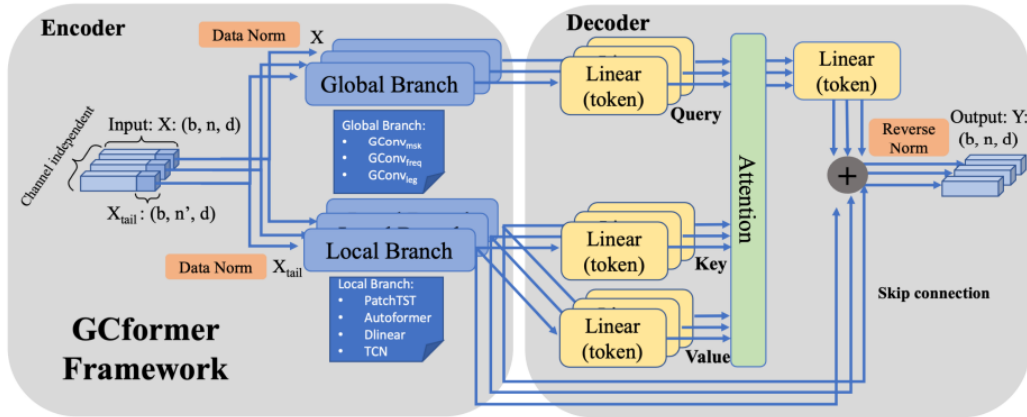 Encoder
Decoder
Data Norm
X
Global Branch
Linear
(token)
Query
Linear
(token)
Input: X: (b, n, d)
Channel independent
X_tail : (b, n’, d)
Global Branch:
• GConv_msk
• GConv_freq
• GConv_leg
Attention
Reverse
Norm
Output: Y:
(b, n, d)
+
Data Norm
X_tail
Local Branch
Linear
(token)
Key
Local Branch:
• PatchTST
• Autoformer
• Dlinear
• TCN
Linear
(token)
Value
Skip connection
GCformer
Framework